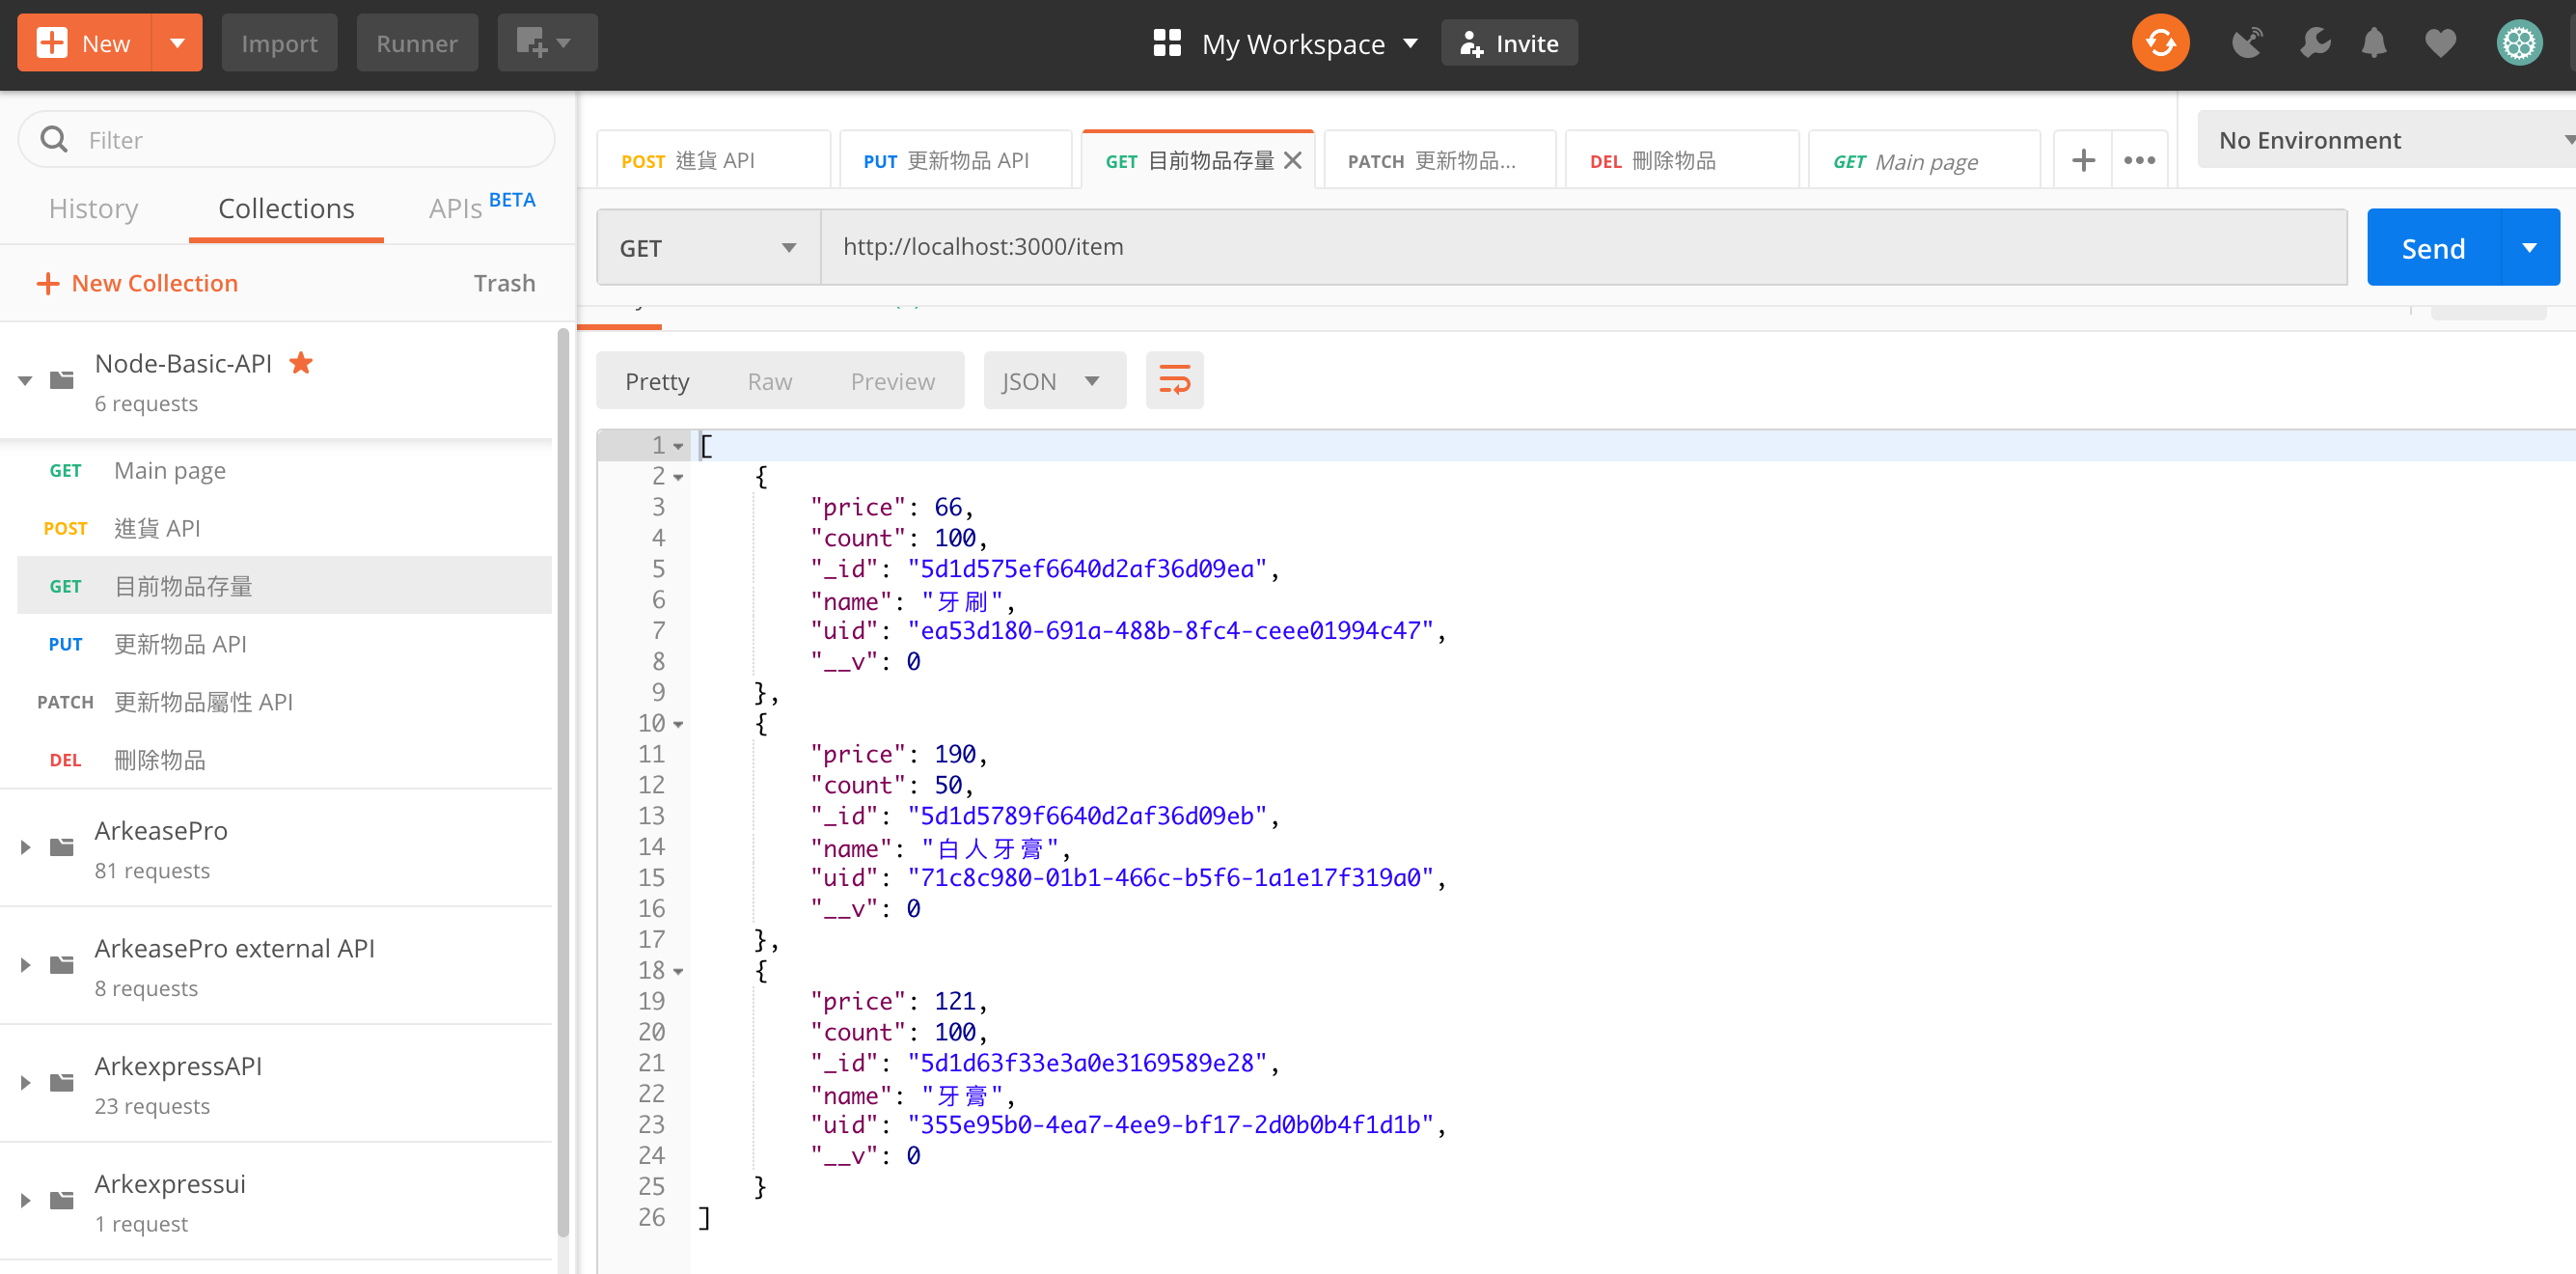 New
Import
Runner
My Workspace
Invite
Filter
History
Collections
APIs BETA
New Collection
Trash
Node-Basic-API
6 requests
GET Main page
POST 進貨 API
GET 目前物品存量
PUT 更新物品 API
PATCH 更新物品屬性 API
DEL 刪除物品
ArkeasePro
81 requests
ArkeasePro external API
8 requests
ArkexpressAPI
23 requests
Arkexpressui
1 request
POST 進貨 API
PUT 更新物品 API
GET 目前物品存量
PATCH 更新物品...
DEL 刪除物品
GET Main page
No Environment
GET
http://localhost:3000/item
Send
Pretty
Raw
Preview
JSON
1 [
2 {
3 "price": 66,
4 "count": 100,
5 "_id": "5d1d575ef6640d2af36d09ea",
6 "name": "牙刷",
7 "uid": "ea53d180-691a-488b-8fc4-ceee01994c47",
8 "__v": 0
9 },
10 {
11 "price": 190,
12 "count": 50,
13 "_id": "5d1d5789f6640d2af36d09eb",
14 "name": "白人牙膏",
15 "uid": "71c8c980-01b1-466c-b5f6-1a1e17f319a0",
16 "__v": 0
17 },
18 {
19 "price": 121,
20 "count": 100,
21 "_id": "5d1d63f33e3a0e3169589e28",
22 "name": "牙膏",
23 "uid": "355e95b0-4ea7-4ee9-bf17-2d0b0b4f1d1b",
24 "__v": 0
25 }
26 ]